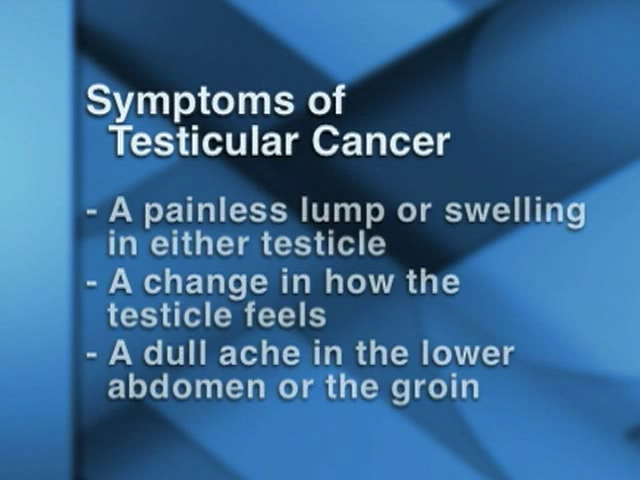 Symptoms of
Testicular Cancer
- A painless lump or swelling
in either testicle
- A change in how the
testicle feels
- A dull ache in the lower
abdomen or the groin